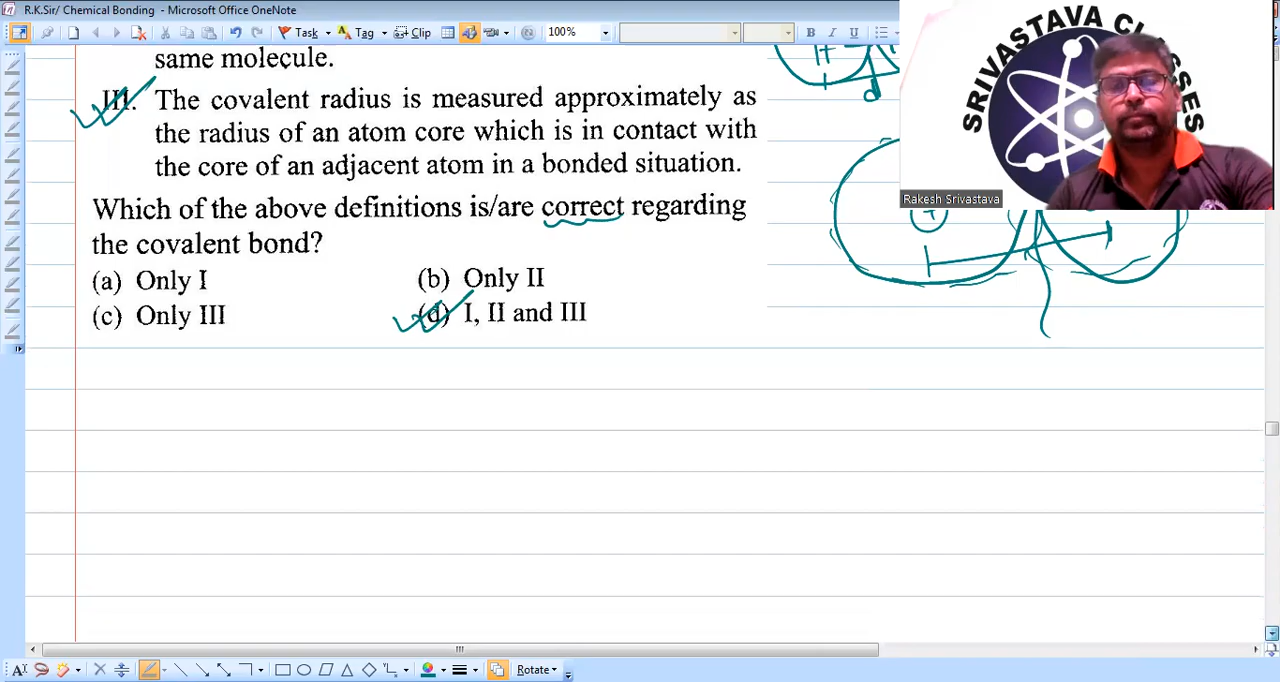 R.K.Sir/ Chemical Bonding - Microsoft Office OneNote
Task Tag Clip 100% B I U
same molecule.
III. The covalent radius is measured approximately as
the radius of an atom core which is in contact with
the core of an adjacent atom in a bonded situation.
Which of the above definitions is/are correct regarding
the covalent bond?
(a) Only I (b) Only II
(c) Only III (d) I, II and III
d
+
SRIVASTAVA CLASSES
Rakesh Srivastava
A Rotate